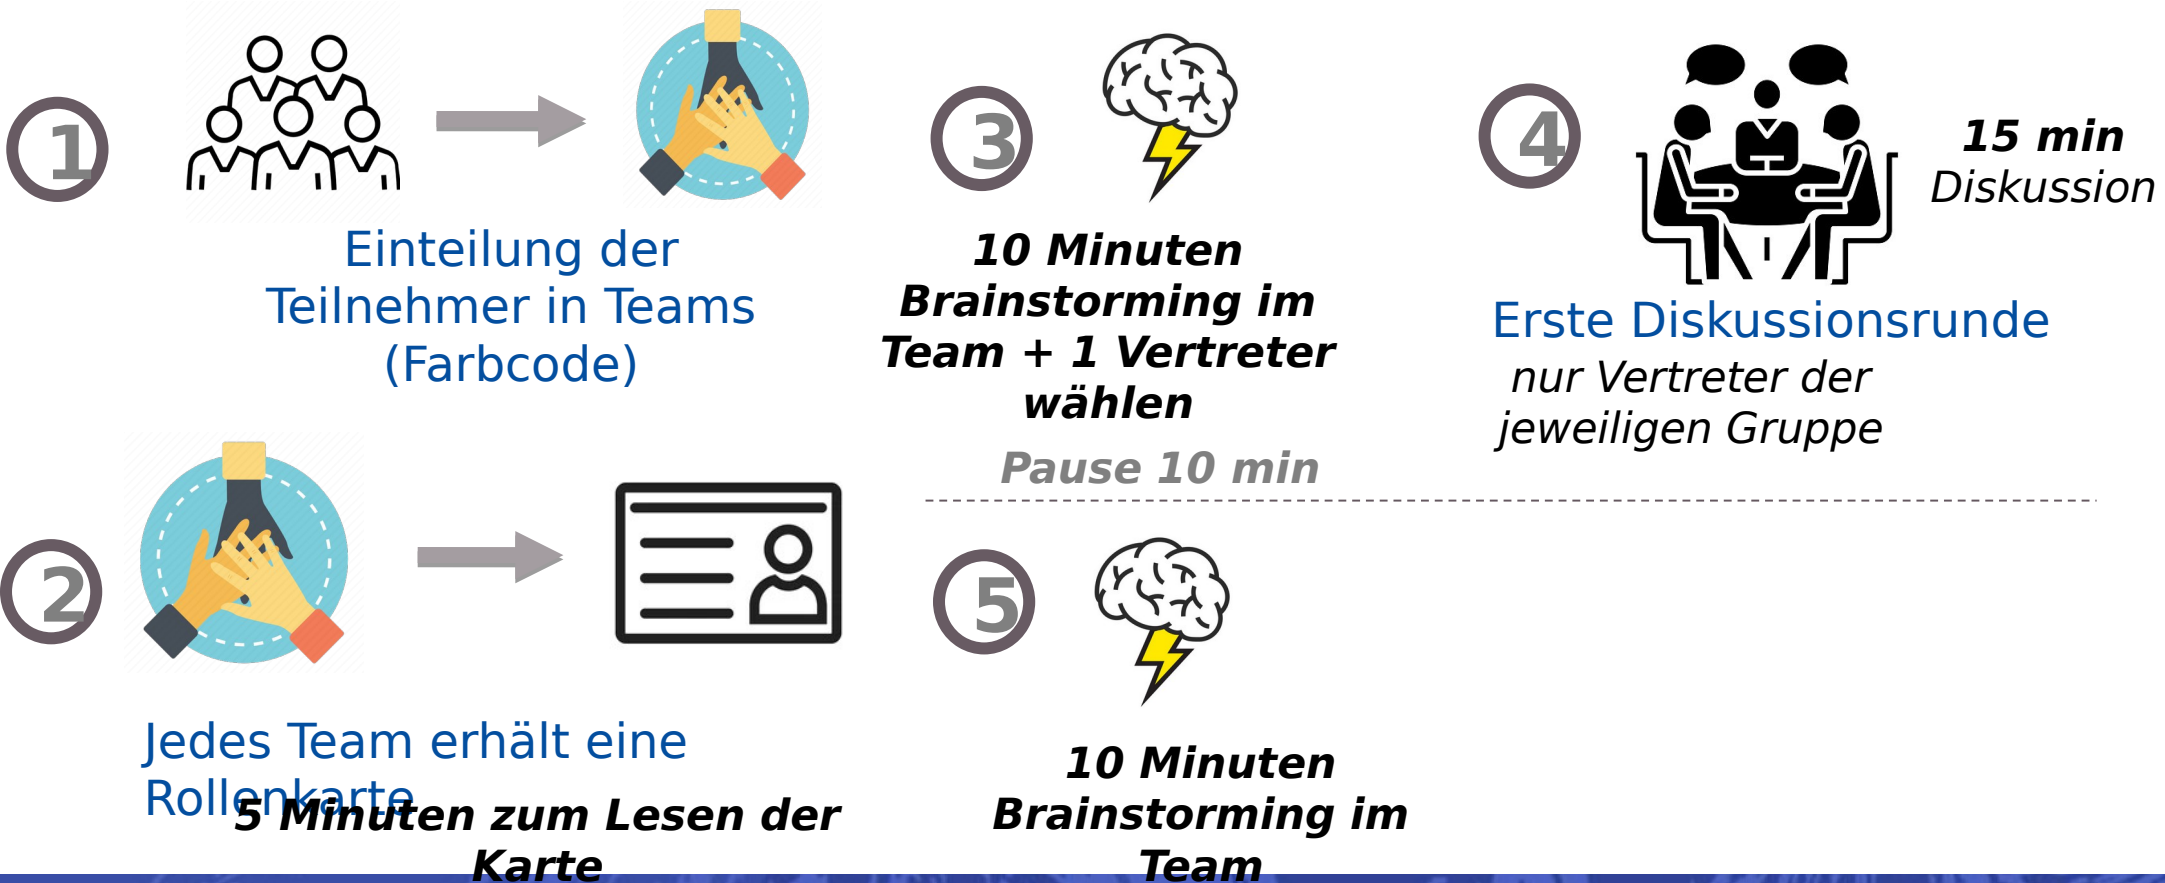 1
Einteilung der
Teilnehmer in Teams
(Farbcode)
2
Jedes Team erhält eine
Rollenkarte
5 Minuten zum Lesen der
Karte
3
10 Minuten
Brainstorming im
Team + 1 Vertreter
wählen
4
15 min
Diskussion
Erste Diskussionsrunde
nur Vertreter der
jeweiligen Gruppe
Pause 10 min
5
10 Minuten
Brainstorming im
Team